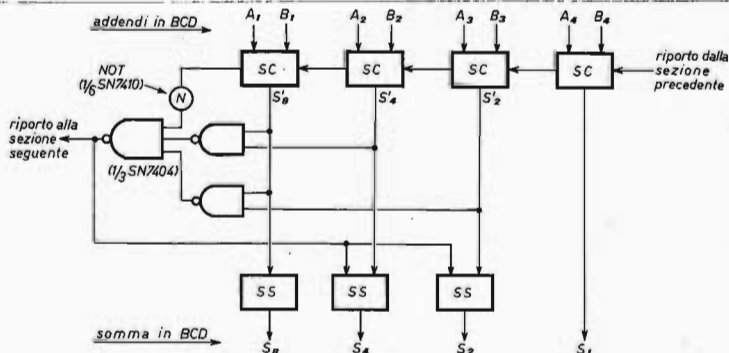 addendi in BCD
A₁ B₁ A₂ B₂ A₃ B₃ A₄ B₄
NOT
(1/6 SN7410)
N
SC SC SC SC
riporto dalla
sezione
precedente
S'₈ S'₄ S'₂
riporto alla
sezione
seguente
(1/3 SN7404)
SS SS SS
somma in BCD
S₈ S₄ S₂ S₁